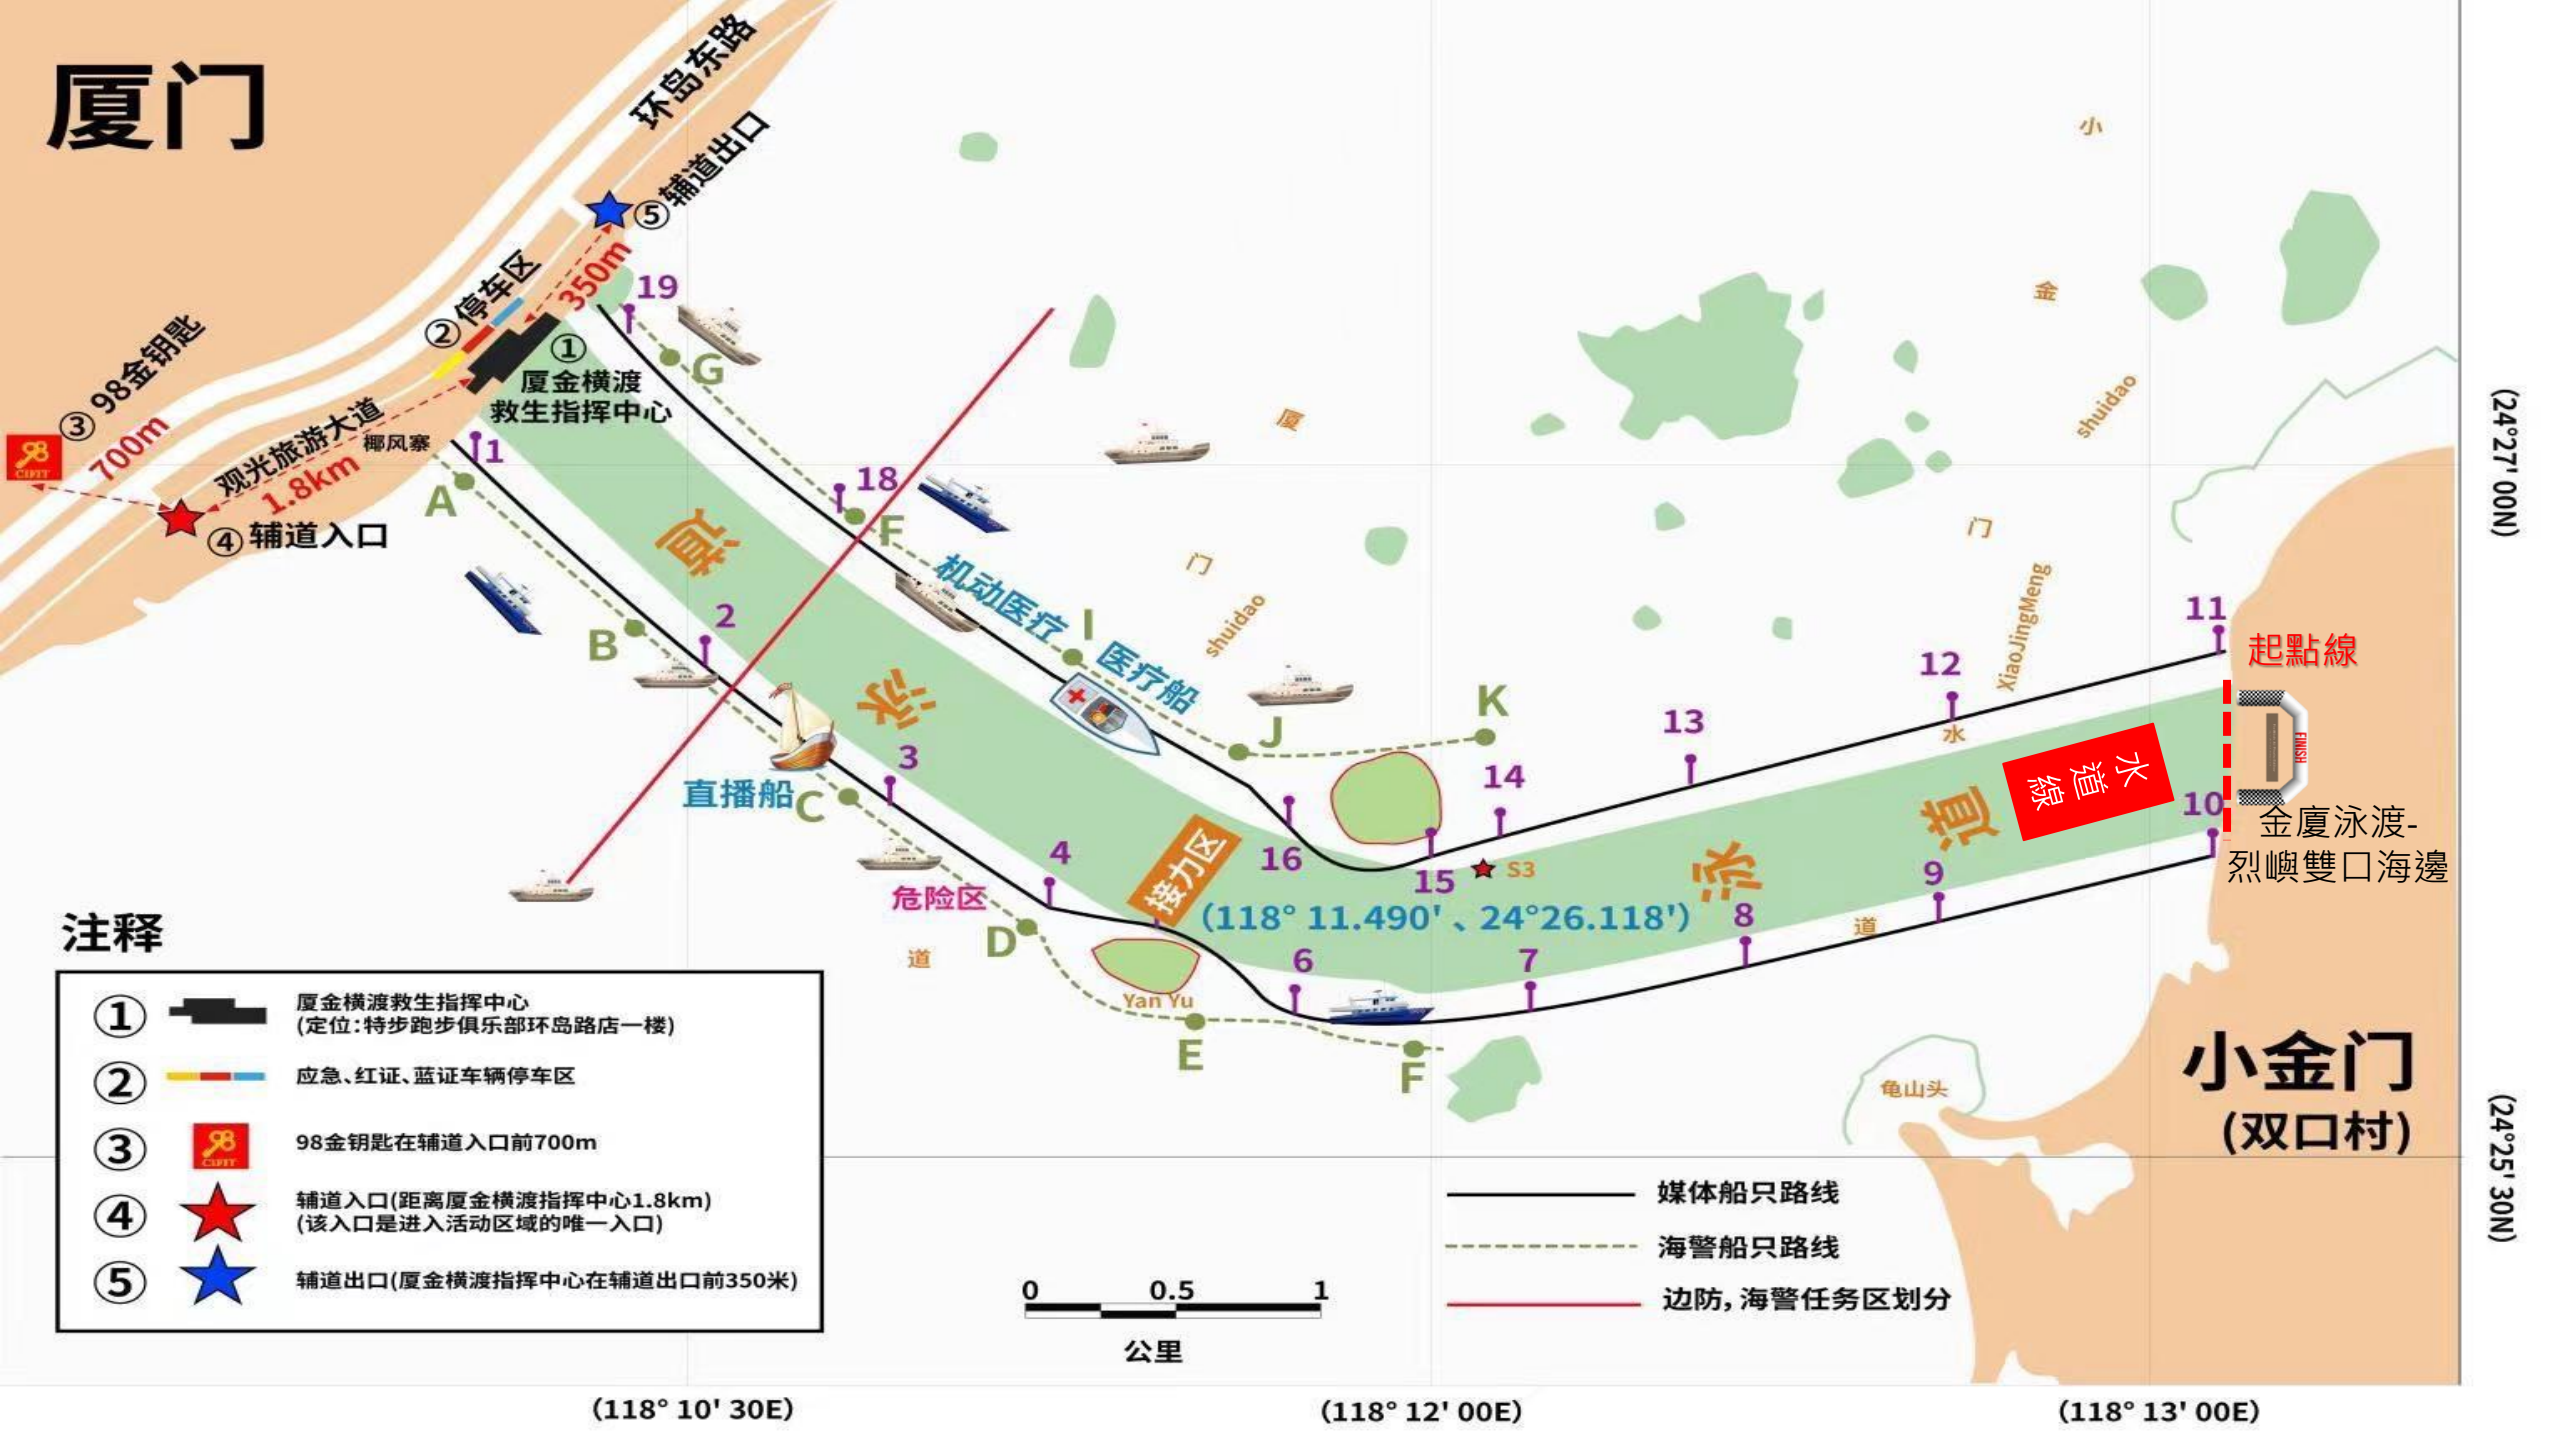 厦门
环岛东路
⑤辅道出口
350m
②停车区
①
厦金横渡
救生指挥中心
③98金钥匙
98
CIFIT
700m
观光旅游大道
椰风寨
1.8km
④辅道入口
19
G
1
A
18
F
2
B
道
泳
机动医疗
I
医疗船
J
K
3
直播船
C
4
危险区
D
接力区
16
15
14
13
12
11
S3
(118° 11.490' 、24°26.118')
Yan Yu
E
6
F
7
8
9
10
泳
道
水
道
線
起點線
FINISH
金廈泳渡-
烈嶼雙口海邊
厦
门
shuidao
道
小
金
shuidao
门
XiaoJingMeng
水
道
龟山头
小金门
(双口村)
(24°27' 00N)
(24°25' 30N)
注释
①
厦金横渡救生指挥中心
(定位:特步跑步俱乐部环岛路店一楼)
②
应急、红证、蓝证车辆停车区
③
98
CIFIT
98金钥匙在辅道入口前700m
④
辅道入口(距离厦金横渡指挥中心1.8km)
(该入口是进入活动区域的唯一入口)
⑤
辅道出口(厦金横渡指挥中心在辅道出口前350米)
0 0.5 1
公里
媒体船只路线
海警船只路线
边防,海警任务区划分
(118° 10' 30E)
(118° 12' 00E)
(118° 13' 00E)